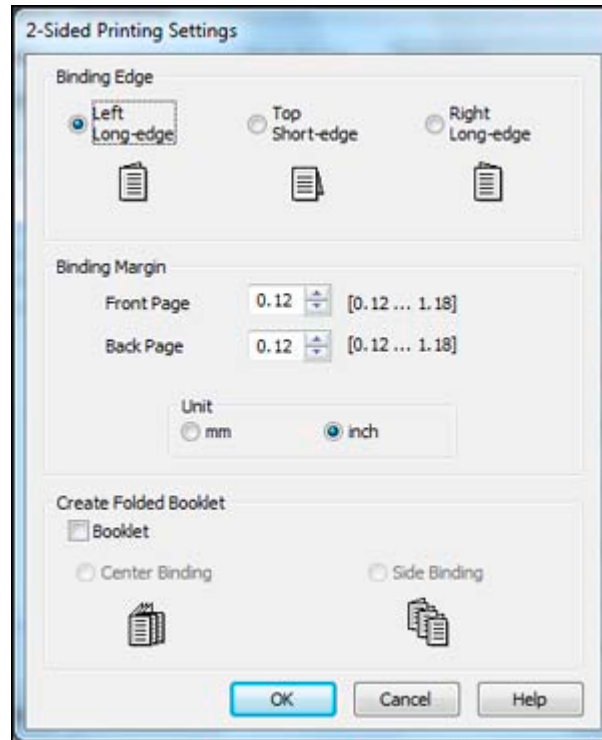 2-Sided Printing Settings
Binding Edge
Left
Long-edge
Top
Short-edge
Right
Long-edge
Binding Margin
Front Page 0.12 [0.12 ... 1.18]
Back Page 0.12 [0.12 ... 1.18]
Unit
mm inch
Create Folded Booklet
Booklet
Center Binding Side Binding
OK Cancel Help